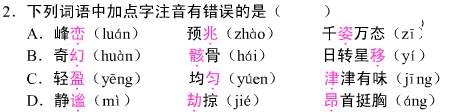 2. 下列词语中加点字注音有错误的是（　　）
A. 峰峦（luán）　预兆（zhào）　千姿万态（zī）
B. 奇幻（huàn）　骸骨（hái）　日转星移（yí）
C. 轻盈（yēng）　均匀（yúen）　津津有味（jīng）
D. 静谧（mì）　劫掠（jié）　昂首挺胸（áng）